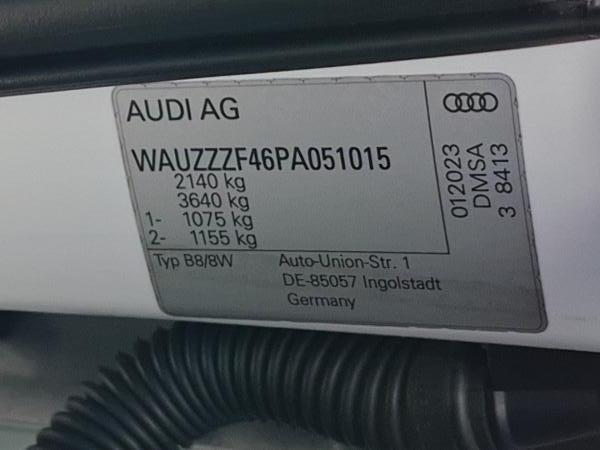 AUDI AG
WAUZZZF46PA051015
2140 kg
3640 kg
1- 1075 kg
2- 1155 kg
Typ B8/8W
Auto-Union-Str. 1
DE-85057 Ingolstadt
Germany
012023
DMSA
3 8413